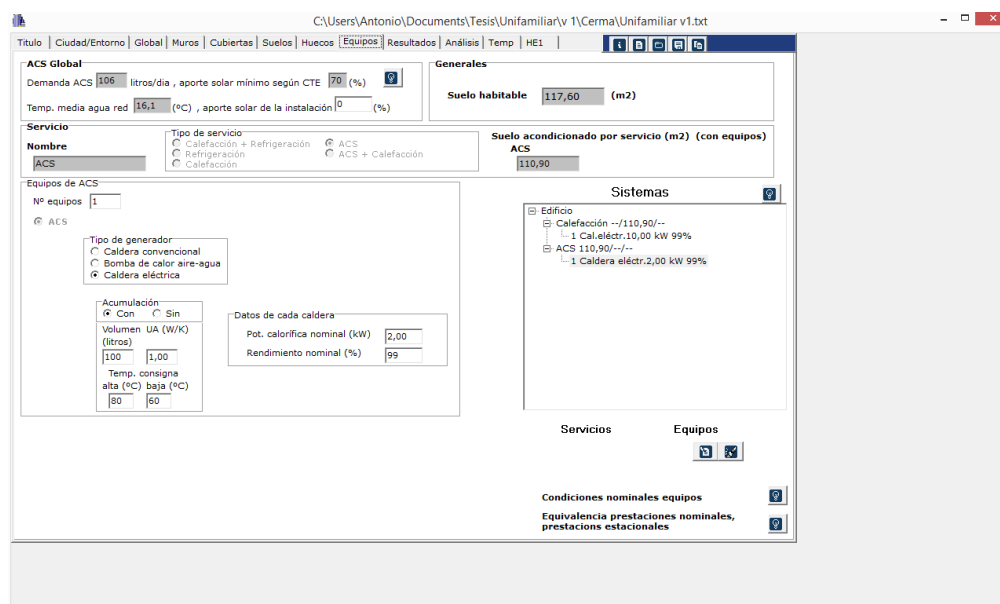 C:\Users\Antonio\Documents\Tesis\Unifamiliar\v 1\Cerma\Unifamiliar v1.txt
Titulo | Ciudad/Entorno | Global | Muros | Cubiertas | Suelos | Huecos | Equipos | Resultados | Análisis | Temp | HE1 |
ACS Global
Demanda ACS 106 litros/dia , aporte solar mínimo según CTE 70 (%)
Temp. media agua red 16,1 (ºC) , aporte solar de la instalación 0 (%)
Generales
Suelo habitable 117,60 (m2)
Servicio
Nombre
ACS
Tipo de servicio
Calefacción + Refrigeración
Refrigeración
Calefacción
ACS
ACS + Calefacción
Suelo acondicionado por servicio (m2) (con equipos)
ACS
110,90
Equipos de ACS
Nº equipos 1
ACS
Tipo de generador
Caldera convencional
Bomba de calor aire-agua
Caldera eléctrica
Acumulación
Con Sin
Volumen UA (W/K)
(litros)
100 1,00
Temp. consigna
alta (ºC) baja (ºC)
80 60
Datos de cada caldera
Pot. calorífica nominal (kW) 2,00
Rendimiento nominal (%) 99
Sistemas
Edificio
Calefacción --/110,90/--
1 Cal.eléctr.10,00 kW 99%
ACS 110,90/--/--
1 Caldera eléctr.2,00 kW 99%
Servicios Equipos
Condiciones nominales equipos
Equivalencia prestaciones nominales,
prestacions estacionales